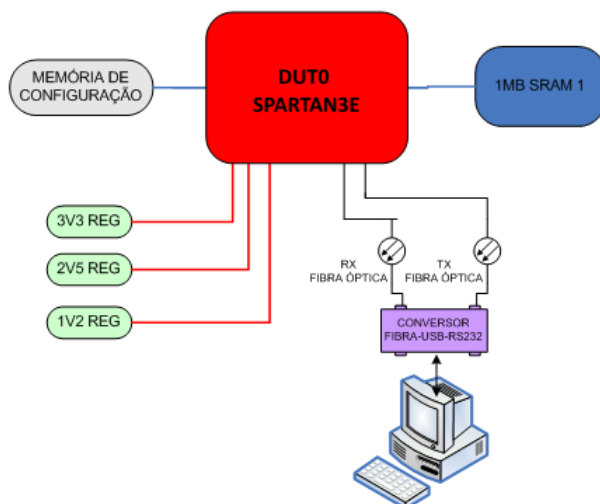 MEMÓRIA DE
CONFIGURAÇÃO
DUT0
SPARTAN3E
1MB SRAM 1
3V3 REG
2V5 REG
1V2 REG
RX
FIBRA ÓPTICA
TX
FIBRA ÓPTICA
CONVERSOR
FIBRA-USB-RS232